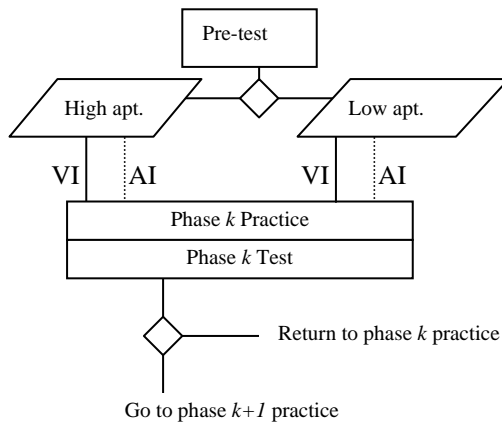 Pre-test
High apt.
Low apt.
VI
AI
VI
AI
Phase k Practice
Phase k Test
Return to phase k practice
Go to phase k+1 practice